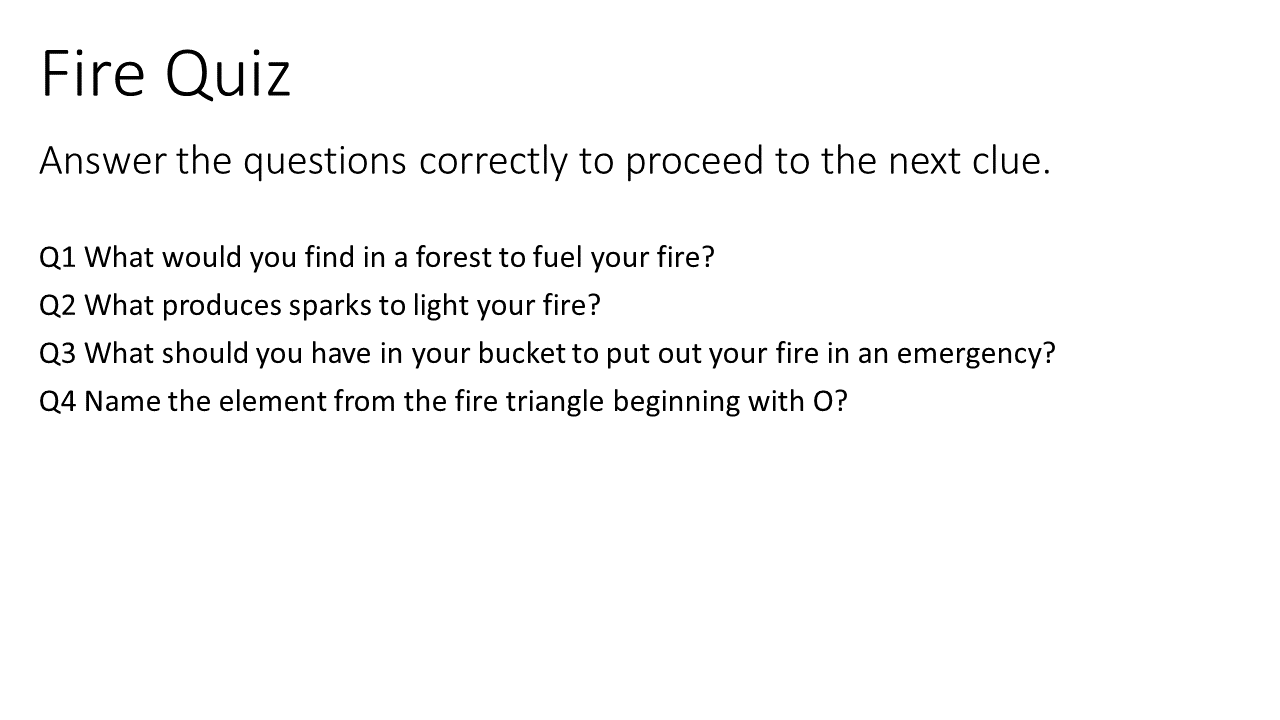 Fire Quiz
Answer the questions correctly to proceed to the next clue.
Q1 What would you find in a forest to fuel your fire?
Q2 What produces sparks to light your fire?
Q3 What should you have in your bucket to put out your fire in an emergency?
Q4 Name the element from the fire triangle beginning with O?